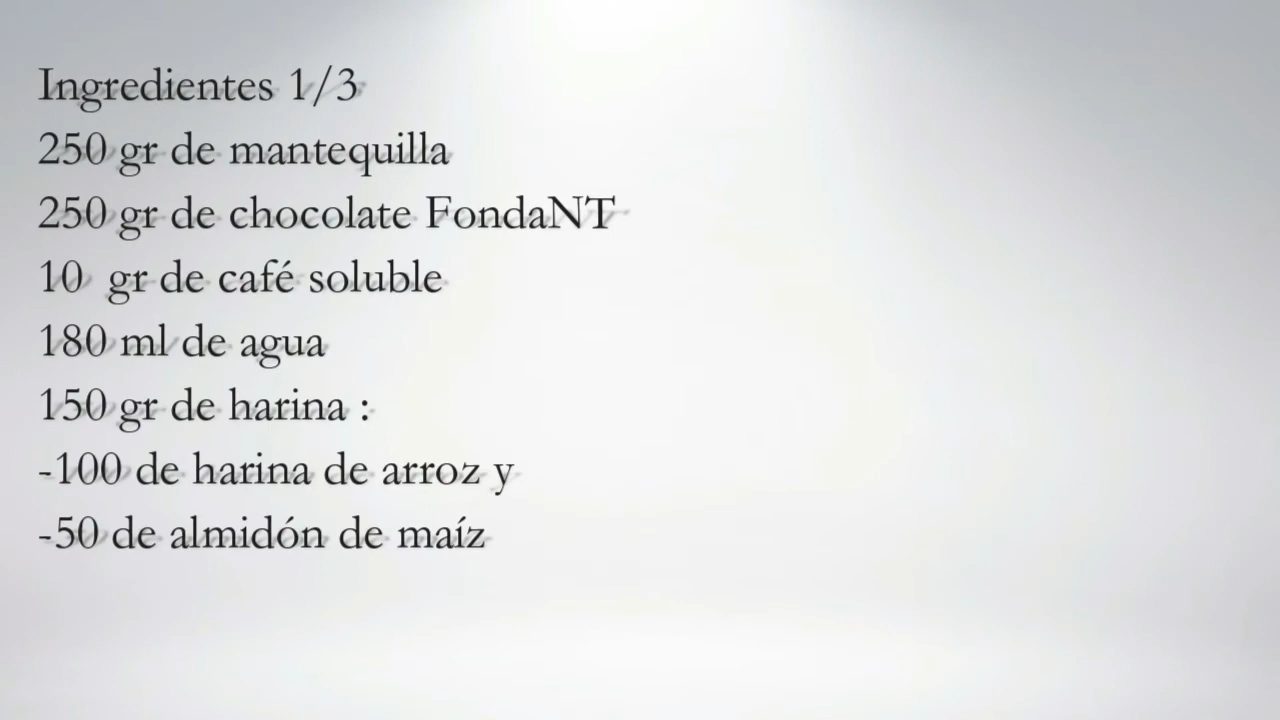 Ingredientes 1/3
250 gr de mantequilla
250 gr de chocolate FondaNT
10  gr de café soluble
180 ml de agua
150 gr de harina :
-100 de harina de arroz y
-50 de almidón de maíz